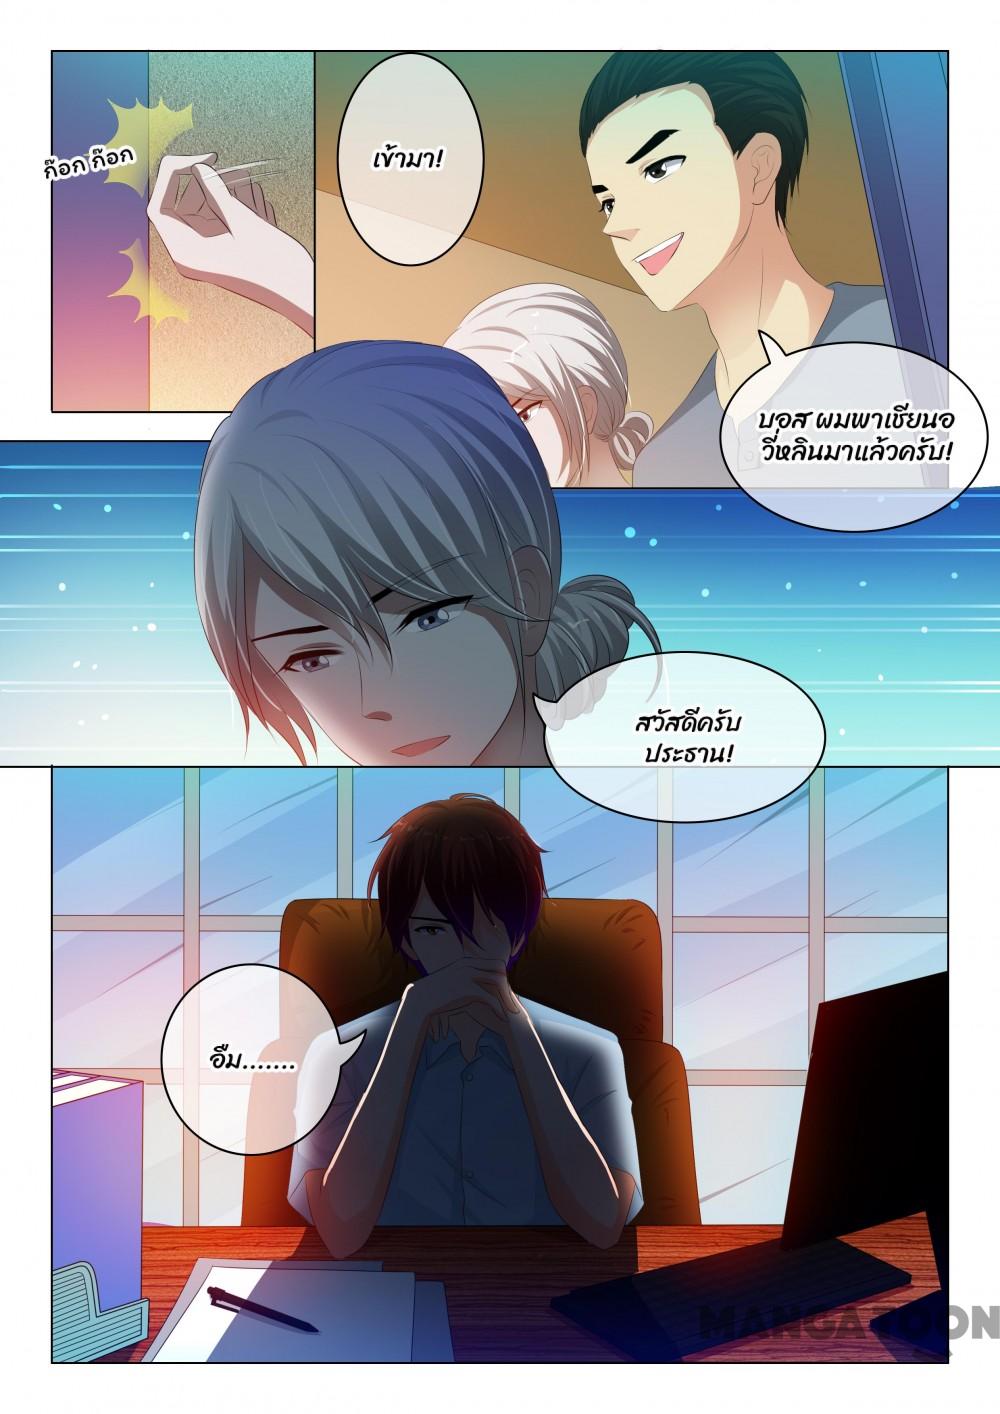 ก๊อก ก๊อก
เข้ามา!
บอส ผมพาเซียนอ
วี่หลินมาแล้วครับ!
สวัสดีครับ
ประธาน!
อืม.......
MANGATOON